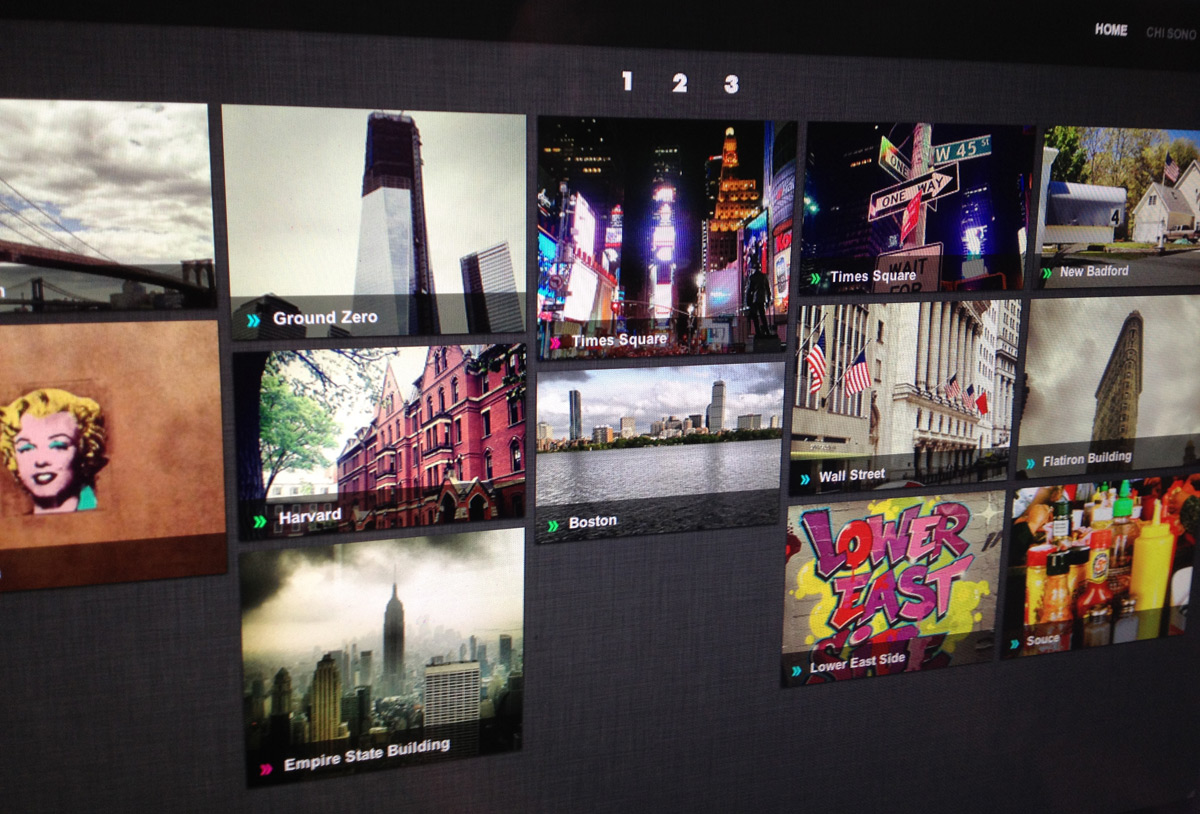 HOME CHI SONO
1 2 3
» Ground Zero
» Times Square
W 45 ST
ONE WAY
WAIT
FOR
» Times Square
4
» New Badford
» Harvard
» Boston
» Wall Street
» Flatiron Building
» Empire State Building
LOWER
EAST
SIDE
» Lower East Side
» Souce